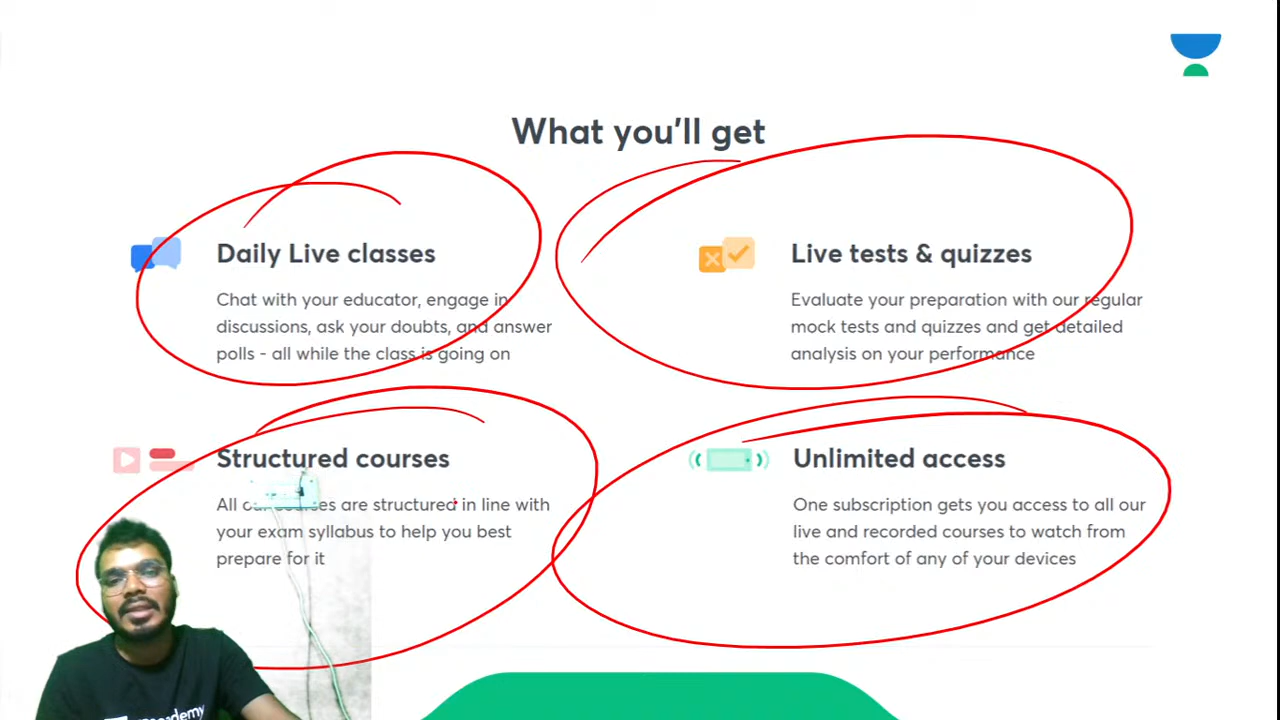 What you'll get
Daily Live classes
Chat with your educator, engage in
discussions, ask your doubts, and answer
polls - all while the class is going on
Live tests & quizzes
Evaluate your preparation with our regular
mock tests and quizzes and get detailed
analysis on your performance
Structured courses
All our courses are structured in line with
your exam syllabus to help you best
prepare for it
Unlimited access
One subscription gets you access to all our
live and recorded courses to watch from
the comfort of any of your devices